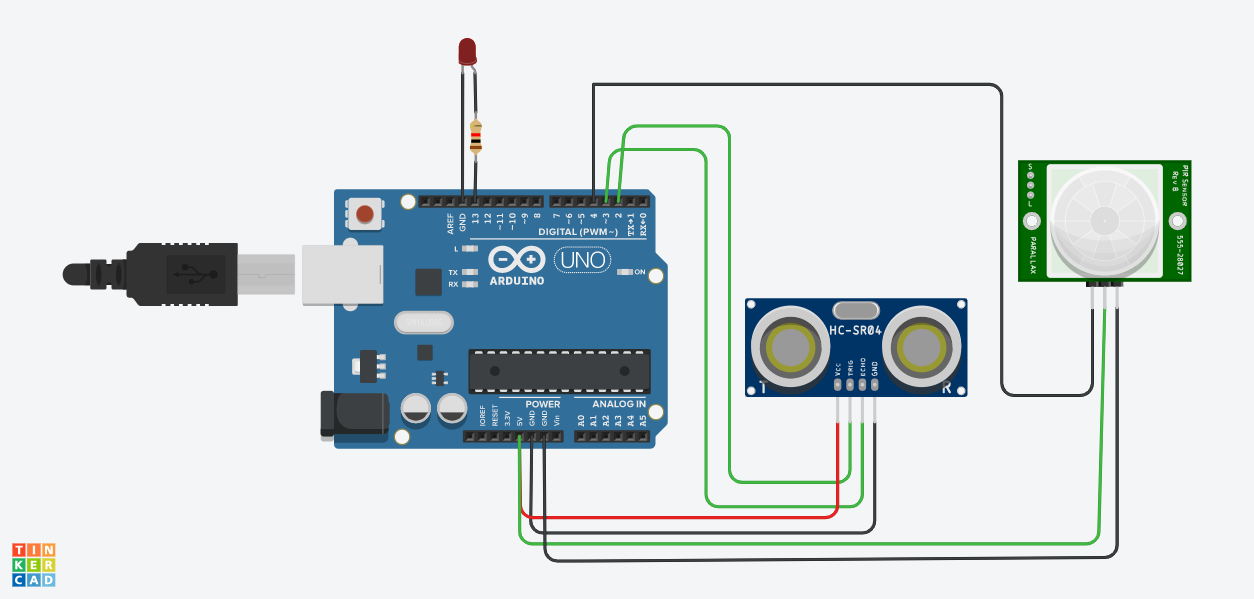 S
L
PIR SENSOR
Rev B
PARALLAX
555-28027
AREF
GND
13
12
~11
~10
~9
8
7
~6
~5
4
~3
2
TX→1
RX←0
DIGITAL (PWM~)
L
TX
RX
ARDUINO
UNO
ON
HC-SR04
VCC
TRIG
ECHO
GND
T
R
POWER
ANALOG IN
IOREF
RESET
3.3V
5V
GND
GND
Vin
A0
A1
A2
A3
A4
A5
TIN
KER
CAD